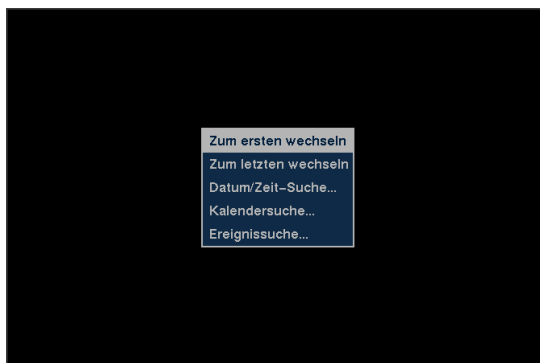 Zum ersten wechseln
Zum letzten wechseln
Datum/Zeit-Suche...
Kalendersuche...
Ereignissuche...